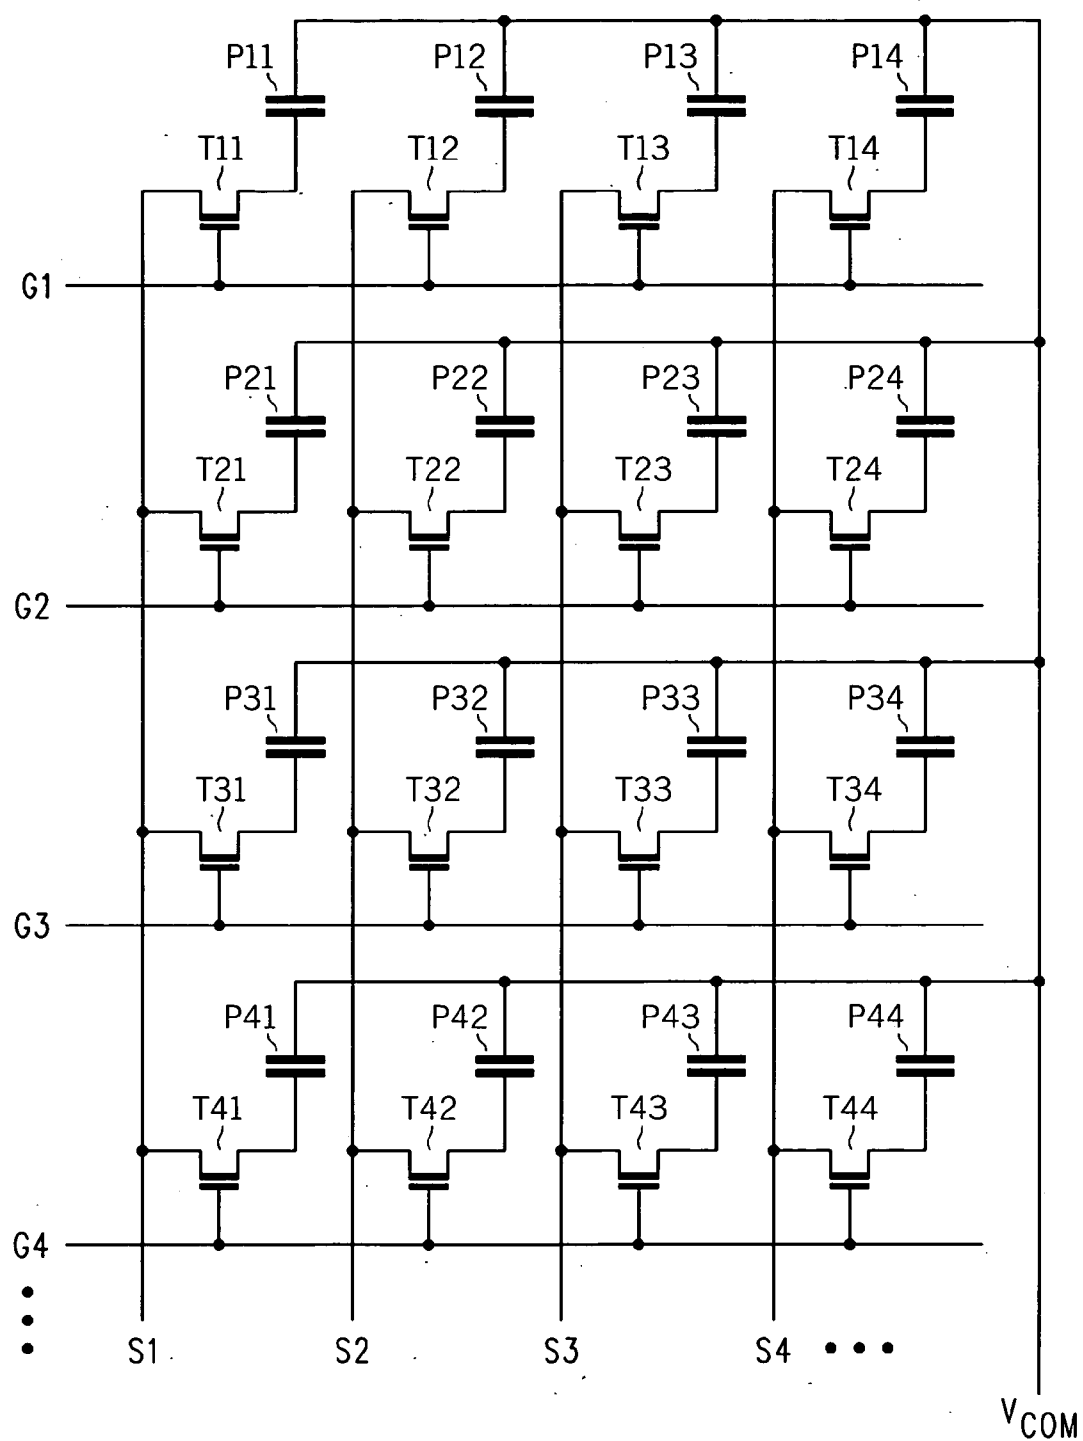 P11 P12 P13 P14
T11 T12 T13 T14
G1
P21 P22 P23 P24
T21 T22 T23 T24
G2
P31 P32 P33 P34
T31 T32 T33 T34
G3
P41 P42 P43 P44
T41 T42 T43 T44
G4
S1 S2 S3 S4
VCOM